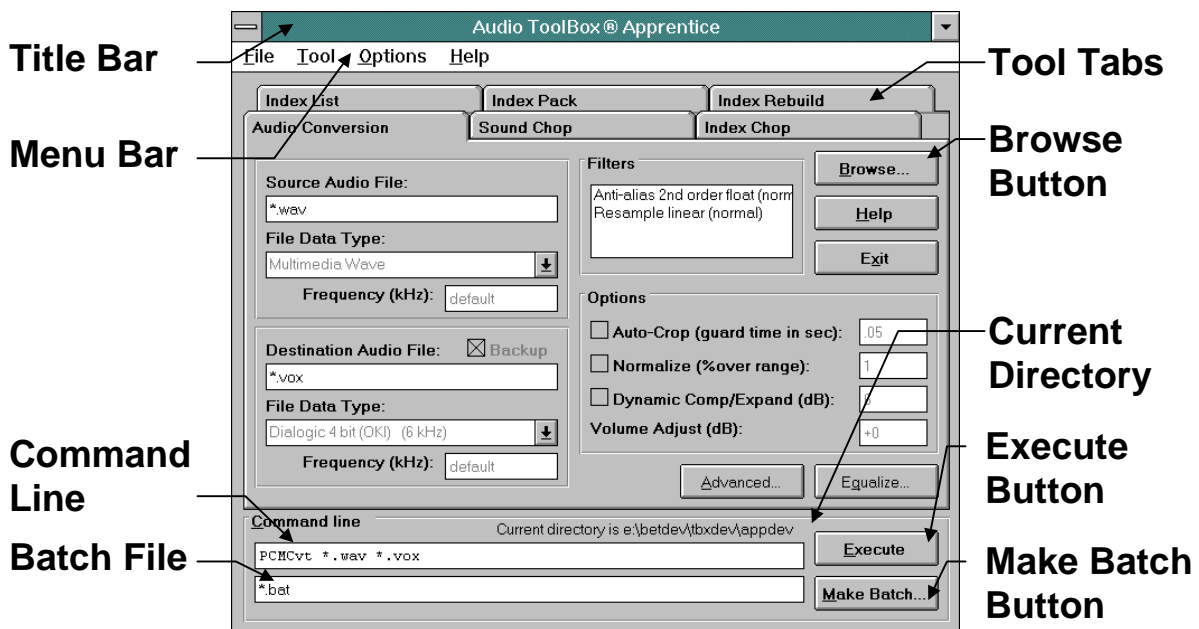 Audio ToolBox ® Apprentice
Title Bar
File Tool Options Help
Tool Tabs
Index List Index Pack Index Rebuild
Audio Conversion Sound Chop Index Chop
Menu Bar
Browse
Button
Source Audio File:
*.wav
File Data Type:
Multimedia Wave
Frequency (kHz): default
Filters
Anti-alias 2nd order float (norm
Resample linear (normal)
Browse...
Help
Exit
Destination Audio File: Backup
*.vox
File Data Type:
Dialogic 4 bit (OKI) (6 kHz)
Frequency (kHz): default
Options
Auto-Crop (guard time in sec): .05
Normalize (%over range): 1
Dynamic Comp/Expand (dB):
Volume Adjust (dB): +0
Advanced... Equalize...
Current
Directory
Command
Line
Execute
Button
Command line
Current directory is e:\betdev\tbxdev\appdev
PCMCvt *.wav *.vox
Execute
Batch File
*.bat
Make Batch...
Make Batch
Button